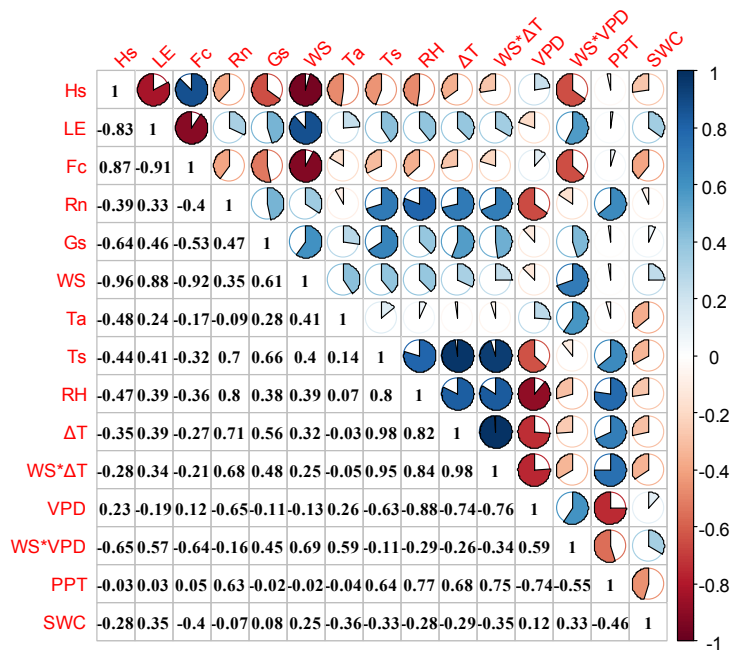 Hs LE Fc Rn Gs WS Ta Ts RH ΔT WS*ΔT VPD WS*VPD PPT SWC
Hs 1
LE -0.83 1
Fc 0.87 -0.91 1
Rn -0.39 0.33 -0.4 1
Gs -0.64 0.46 -0.53 0.47 1
WS -0.96 0.88 -0.92 0.35 0.61 1
Ta -0.48 0.24 -0.17 -0.09 0.28 0.41 1
Ts -0.44 0.41 -0.32 0.7 0.66 0.4 0.14 1
RH -0.47 0.39 -0.36 0.8 0.38 0.39 0.07 0.8 1
ΔT -0.35 0.39 -0.27 0.71 0.56 0.32 -0.03 0.98 0.82 1
WS*ΔT -0.28 0.34 -0.21 0.68 0.48 0.25 -0.05 0.95 0.84 0.98 1
VPD 0.23 -0.19 0.12 -0.65 -0.11 -0.13 0.26 -0.63 -0.88 -0.74 -0.76 1
WS*VPD -0.65 0.57 -0.64 -0.16 0.45 0.69 0.59 -0.11 -0.29 -0.26 -0.34 0.59 1
PPT -0.03 0.03 0.05 0.63 -0.02 -0.02 -0.04 0.64 0.77 0.68 0.75 -0.74 -0.55 1
SWC -0.28 0.35 -0.4 -0.07 0.08 0.25 -0.36 -0.33 -0.28 -0.29 -0.35 0.12 0.33 -0.46 1
1
0.8
0.6
0.4
0.2
0
-0.2
-0.4
-0.6
-0.8
-1